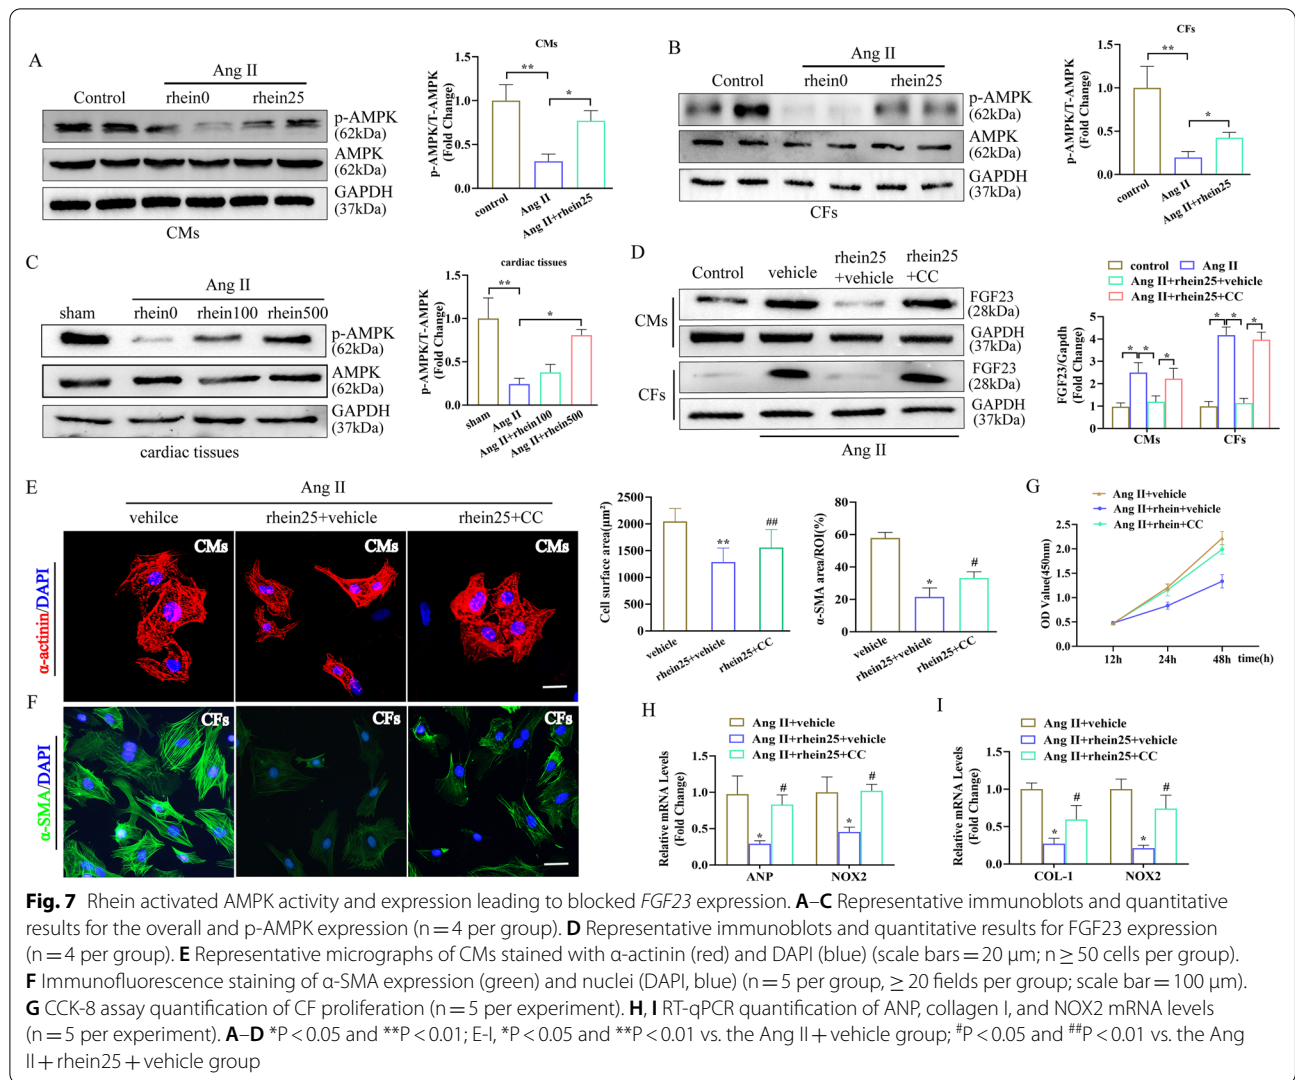 A
Ang II
Control rhein0 rhein25
p-AMPK
(62kDa)
AMPK
(62kDa)
GAPDH
(37kDa)
CMs
CMs
p-AMPK/T-AMPK
(Fold Change)
1.5
1.0
0.5
0.0
**
*
control
Ang II
Ang II+rhein25
B
Ang II
Control rhein0 rhein25
p-AMPK
(62kDa)
AMPK
(62kDa)
GAPDH
(37kDa)
CFs
CFs
p-AMPK/T-AMPK
(Fold Change)
1.5
1.0
0.5
0.0
**
*
control
Ang II
Ang II+rhein25
C
Ang II
sham rhein0 rhein100 rhein500
p-AMPK
(62kDa)
AMPK
(62kDa)
GAPDH
(37kDa)
cardiac tissues
cardiac tissues
p-AMPK/T-AMPK
(Fold Change)
1.5
1.0
0.5
0.0
**
*
sham
Ang II
Ang II+rhein100
Ang II+rhein500
D
Control vehicle rhein25 +vehicle rhein25 +CC
CMs
FGF23
(28kDa)
GAPDH
(37kDa)
CFs
FGF23
(28kDa)
GAPDH
(37kDa)
Ang II
control Ang II
Ang II+rhein25+vehicle
Ang II+rhein25+CC
FGF23/Gapdh
(Fold Change)
5
4
3
2
1
0
* * * * * *
CMs CFs
E
Ang II
vehilce rhein25+vehicle rhein25+CC
α-actinin/DAPI
CMs CMs CMs
Cell surface area(μm²)
2500
2000
1500
1000
500
0
** ##
vehicle
rhein25+vehicle
rhein25+CC
α-SMA area/ROI(%)
80
60
40
20
0
* #
vehicle
rhein25+vehicle
rhein25+CC
F
α-SMA/DAPI
CFs CFs CFs
G
Ang II+vehicle
Ang II+rhein+vehicle
Ang II+rhein+CC
OD Value(450nm)
2.5
2.0
1.5
1.0
0.5
0.0
12h 24h 48h time(h)
H
Ang II+vehicle
Ang II+rhein25+vehicle
Ang II+rhein25+CC
Relative mRNA Levels
(Fold Change)
1.5
1.0
0.5
0.0
* # * #
ANP NOX2
I
Ang II+vehicle
Ang II+rhein25+vehicle
Ang II+rhein25+CC
Relative mRNA Levels
(Fold Change)
1.5
1.0
0.5
0.0
* # * #
COL-1 NOX2
Fig. 7 Rhein activated AMPK activity and expression leading to blocked FGF23 expression. A–C Representative immunoblots and quantitative
results for the overall and p-AMPK expression (n = 4 per group). D Representative immunoblots and quantitative results for FGF23 expression
(n = 4 per group). E Representative micrographs of CMs stained with α-actinin (red) and DAPI (blue) (scale bars = 20 μm; n ≥ 50 cells per group).
F Immunofluorescence staining of α-SMA expression (green) and nuclei (DAPI, blue) (n = 5 per group, ≥ 20 fields per group; scale bar = 100 μm).
G CCK-8 assay quantification of CF proliferation (n = 5 per experiment). H, I RT-qPCR quantification of ANP, collagen I, and NOX2 mRNA levels
(n = 5 per experiment). A–D *P < 0.05 and **P < 0.01; E-I, *P < 0.05 and **P < 0.01 vs. the Ang II + vehicle group; #P < 0.05 and ##P < 0.01 vs. the Ang
II + rhein25 + vehicle group